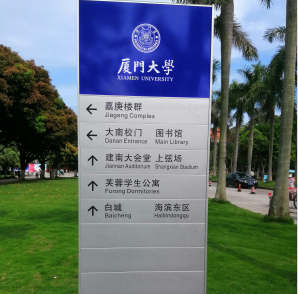 厦門大學
XIAMEN UNIVERSITY
← 嘉庚楼群
Jiageng Complex
← 大南校门 图书馆
Danan Entrance Main Library
↑ 建南大会堂 上弦场
Jiannan Auditorium Shangxian Stadium
↑ 芙蓉学生公寓
Furong Dormitories
↑ 白城 海滨东区
Baicheng Haibindongqu